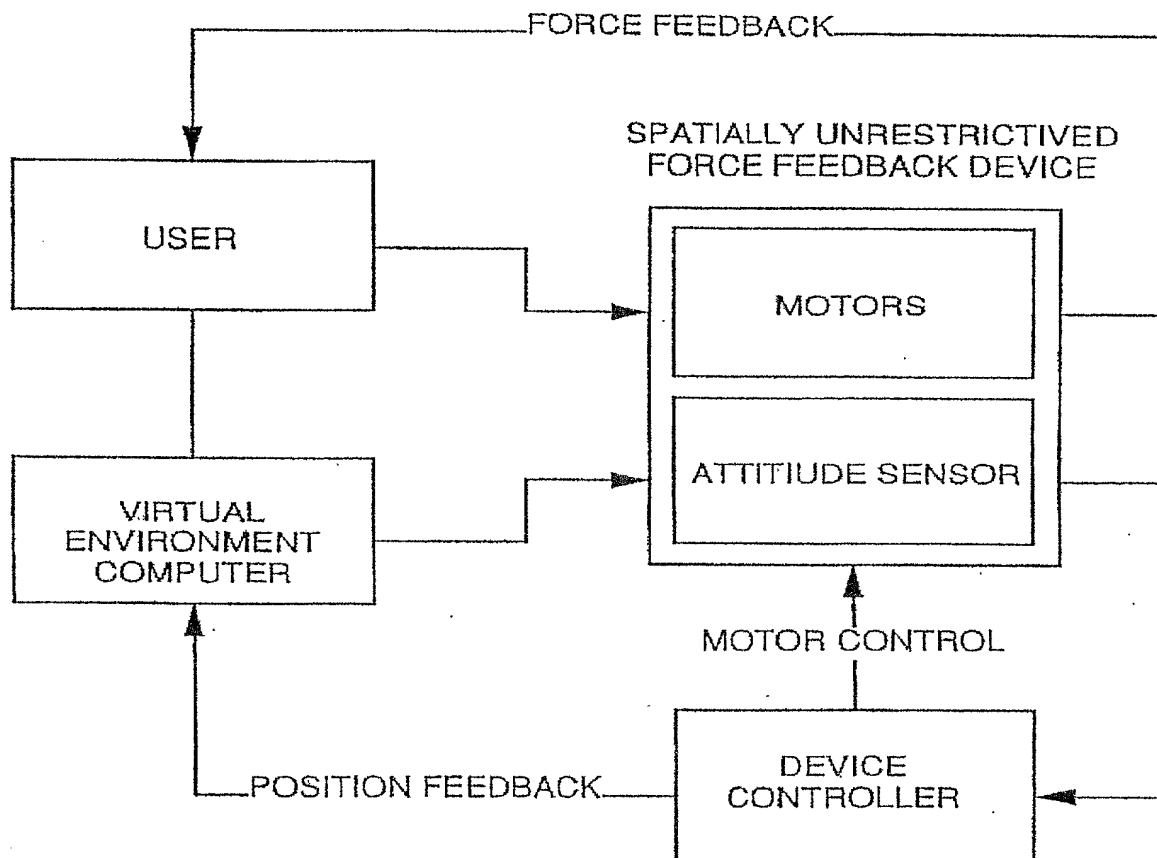 FORCE FEEDBACK
SPATIALLY UNRESTRICTIVED
FORCE FEEDBACK DEVICE
USER
MOTORS
ATTITIUDE SENSOR
VIRTUAL
ENVIRONMENT
COMPUTER
MOTOR CONTROL
POSITION FEEDBACK
DEVICE
CONTROLLER